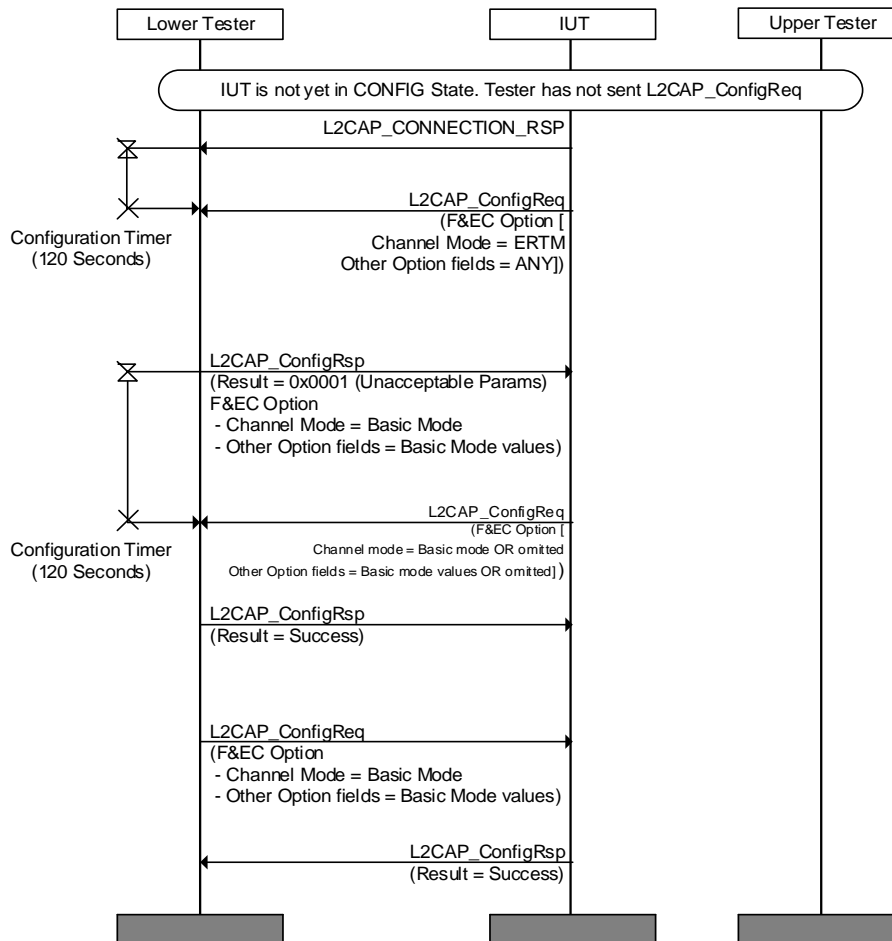 Lower Tester
IUT
Upper Tester
IUT is not yet in CONFIG State. Tester has not sent L2CAP_ConfigReq
L2CAP_CONNECTION_RSP
L2CAP_ConfigReq
(F&EC Option [
Channel Mode = ERTM
Other Option fields = ANY])
Configuration Timer
(120 Seconds)
L2CAP_ConfigRsp
(Result = 0x0001 (Unacceptable Params)
F&EC Option
- Channel Mode = Basic Mode
- Other Option fields = Basic Mode values)
L2CAP_ConfigReq
(F&EC Option [
Channel mode = Basic mode OR omitted
Other Option fields = Basic mode values OR omitted] )
Configuration Timer
(120 Seconds)
L2CAP_ConfigRsp
(Result = Success)
L2CAP_ConfigReq
(F&EC Option
- Channel Mode = Basic Mode
- Other Option fields = Basic Mode values)
L2CAP_ConfigRsp
(Result = Success)